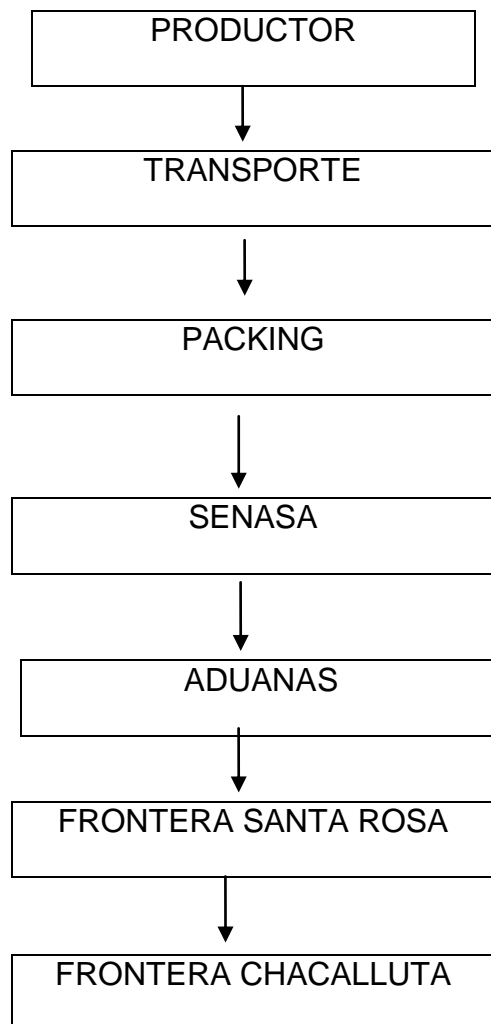 PRODUCTOR
TRANSPORTE
PACKING
SENASA
ADUANAS
FRONTERA SANTA ROSA
FRONTERA CHACALLUTA